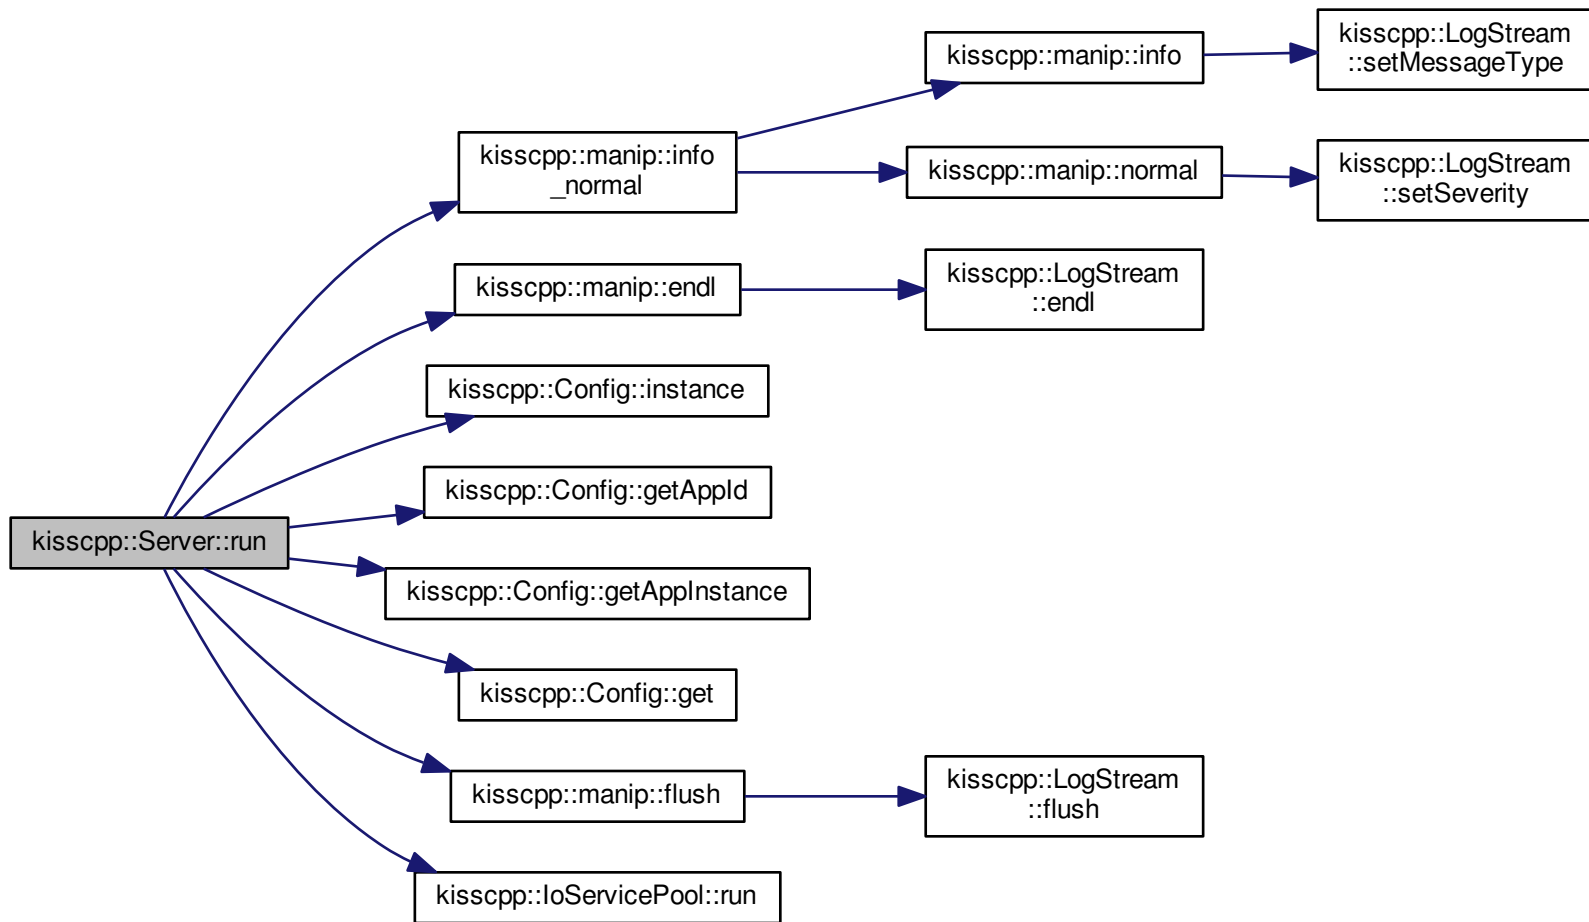 kisscpp::LogStream
::setMessageType
kisscpp::manip::info
kisscpp::manip::info
_normal
kisscpp::manip::normal
kisscpp::LogStream
::setSeverity
kisscpp::manip::endl
kisscpp::LogStream
::endl
kisscpp::Config::instance
kisscpp::Config::getAppId
kisscpp::Server::run
kisscpp::Config::getAppInstance
kisscpp::Config::get
kisscpp::manip::flush
kisscpp::LogStream
::flush
kisscpp::IoServicePool::run